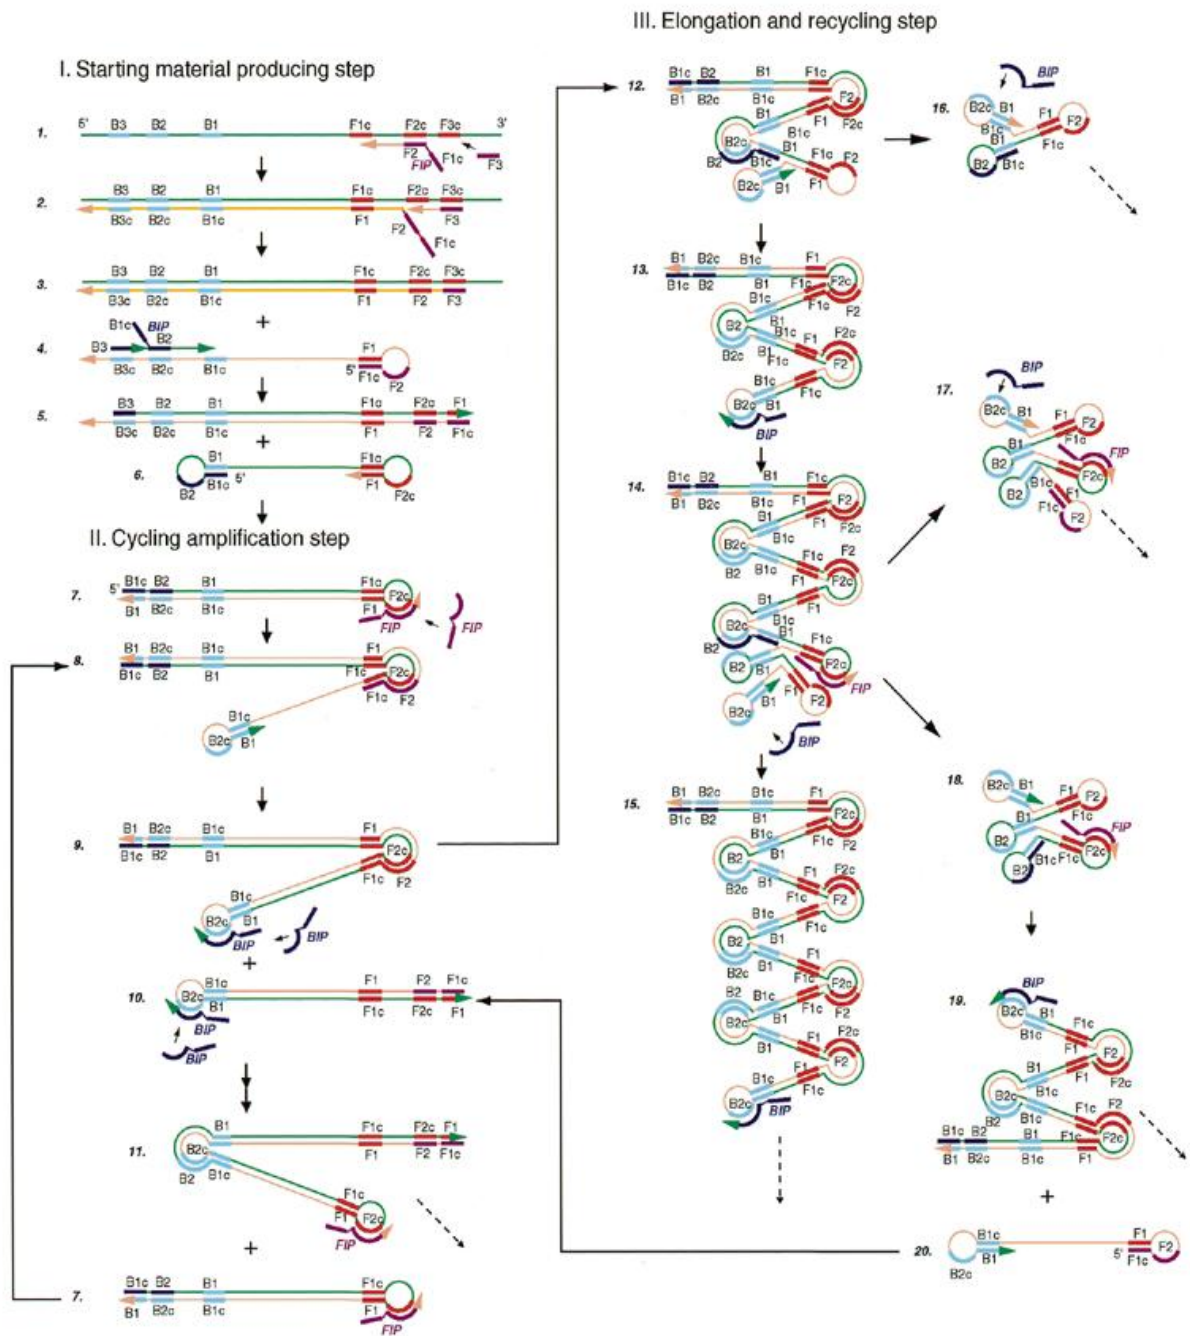 I. Starting material producing step
5' B3 B2 B1 F1c F2c F3c 3'
1.
F2 F1c F3
FIP
B3 B2 B1 F1c F2c F3c
2.
B3c B2c B1c F1 F2 F3
F1c
B3 B2 B1 F1c F2c F3c
3.
B3c B2c B1c F1 F2 F3
+
B1c BIP
B3 B2 F1
4.
B3c B2c B1c 5' F1c F2
B3 B2 B1 F1c F2c F1
5.
B3c B2c B1c F1 F2 F1c
+
B1 F1c
6. 5'
B2 B1c F1 F2c
II. Cycling amplification step
5' B1c B2 B1 F1c
7. F2c
B1 B2c B1c F1
FIP FIP
B1 B2c B1c F1
8. F2c
B1c B2 B1 F1c
F1c F2
B1c
B2c B1
B1 B2c B1c F1
9. F2c
B1c B2 B1
F1c F2
B1c
B2c B1
BIP BIP
+
B1c F1 F2 F1c
10. B2c
B1 F1c F2c F1
BIP
BIP
B1 F1c F2c F1
11. B2c
B2 B1c F1 F2 F1c
F1c
F1 F2c
FIP
+
B1c B2 B1 F1c
7.
B1 B2c B1c F1
FIP
III. Elongation and recycling step
B1c B2 B1 F1c
12. F2
B1 B2c B1c F1 F2c
B1 B1c
B2c B1
B2 B1c F1c F2
B2c B1 F1
BIP
16. B2c B1 F1
B1c F2
B1 F1c
B2 B1c
B1 B2c B1c F1
13. F2c
B1c B2 F1c
B1c F2
B2 B1
B1c F1 F2c
B2c B1 F1c F2
B1c F1c
B2c B1
BIP
BIP
17. B2c B1 F1
F2
B1 F1c
B2 FIP
B1c F2c
B2 F1
F1c
F2
B1c B2 B1 F1c
14. F2
B1 B2c B1c F1 F2c
B1
B2c B1c F1c F2
B2 B1c F2c
B1 F1
B2c
B1 F1c
B2 F2c
B2 B1 F1 FIP
B2c B1 F2
BIP
B1 B2c B1c F1
15. F2c
B1c B2 B1 F1c
B1c F2
B2 B1
B2c B1 F1 F2c
F1c F2
B1c
B2 B1 F1
B2c B1 F1c F2c
B2 B1c F2
B2c B1 F1c
F1 F2c
B1 F2
B1c F1c
B2c
BIP
18. B2c B1 F1
F2
B1 F1c
B2 FIP
B1c F1c F2c
B2
BIP
19. B2c B1 F1c
B1c F1 F2
B1 F1 F2c
B2c B1c
B2 F1c F2
B1c B2 B1 F1c F2c
B1 B2c B1c F1
+
B1c F1
20. 5' F2
B2c B1 F1c